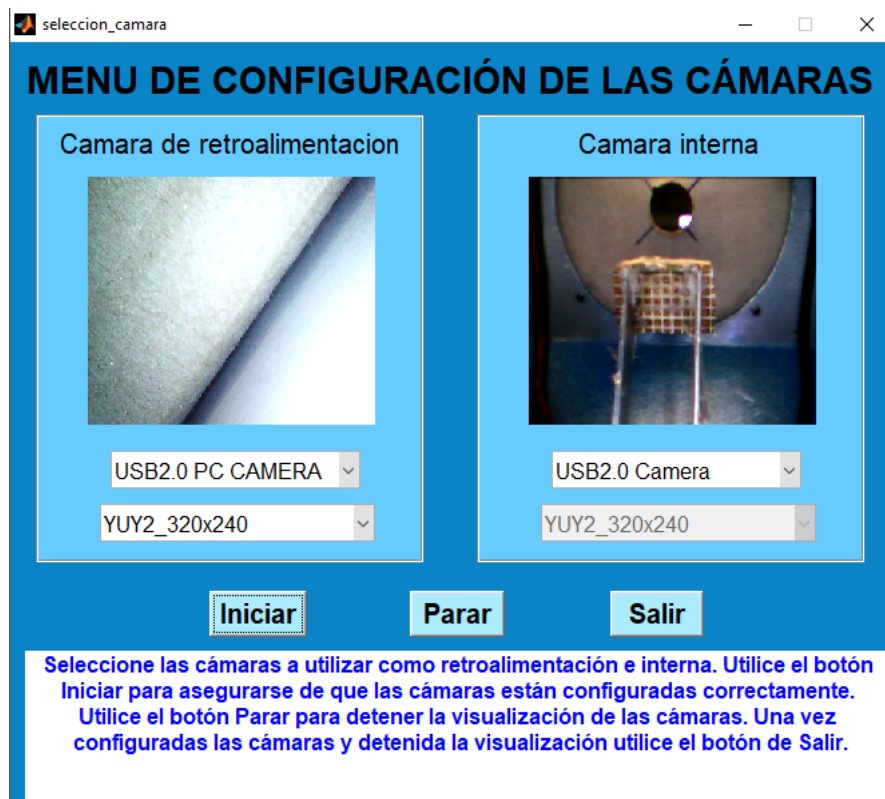 seleccion_camara
MENU DE CONFIGURACIÓN DE LAS CÁMARAS
Camara de retroalimentacion
Camara interna
USB2.0 PC CAMERA
USB2.0 Camera
YUY2_320x240
YUY2_320x240
Iniciar
Parar
Salir
Seleccione las cámaras a utilizar como retroalimentación e interna. Utilice el botón
Iniciar para asegurarse de que las cámaras están configuradas correctamente.
Utilice el botón Parar para detener la visualización de las cámaras. Una vez
configuradas las cámaras y detenida la visualización utilice el botón de Salir.